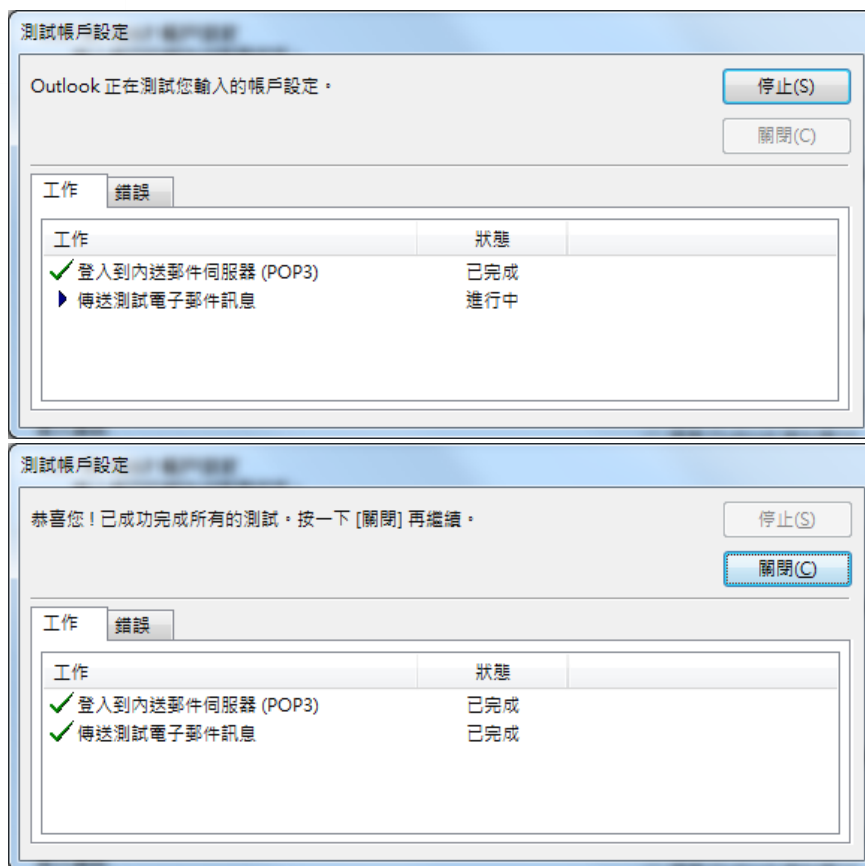 測試帳戶設定
Outlook 正在測試您輸入的帳戶設定。
停止(S)
關閉(C)
工作 錯誤
工作 狀態
登入到內送郵件伺服器 (POP3) 已完成
傳送測試電子郵件訊息 進行中
測試帳戶設定
恭喜您！已成功完成所有的測試。按一下 [關閉] 再繼續。
停止(S)
關閉(C)
工作 錯誤
工作 狀態
登入到內送郵件伺服器 (POP3) 已完成
傳送測試電子郵件訊息 已完成